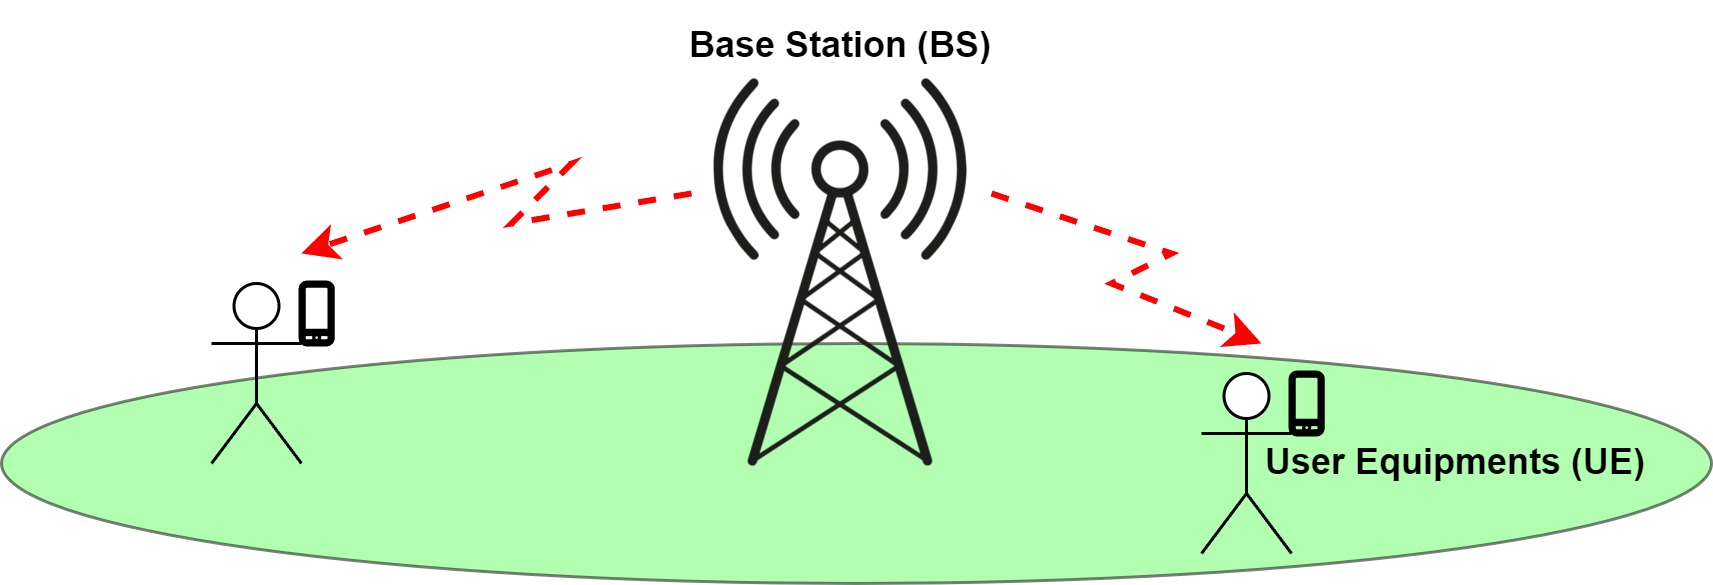 Base Station (BS)
User Equipments (UE)